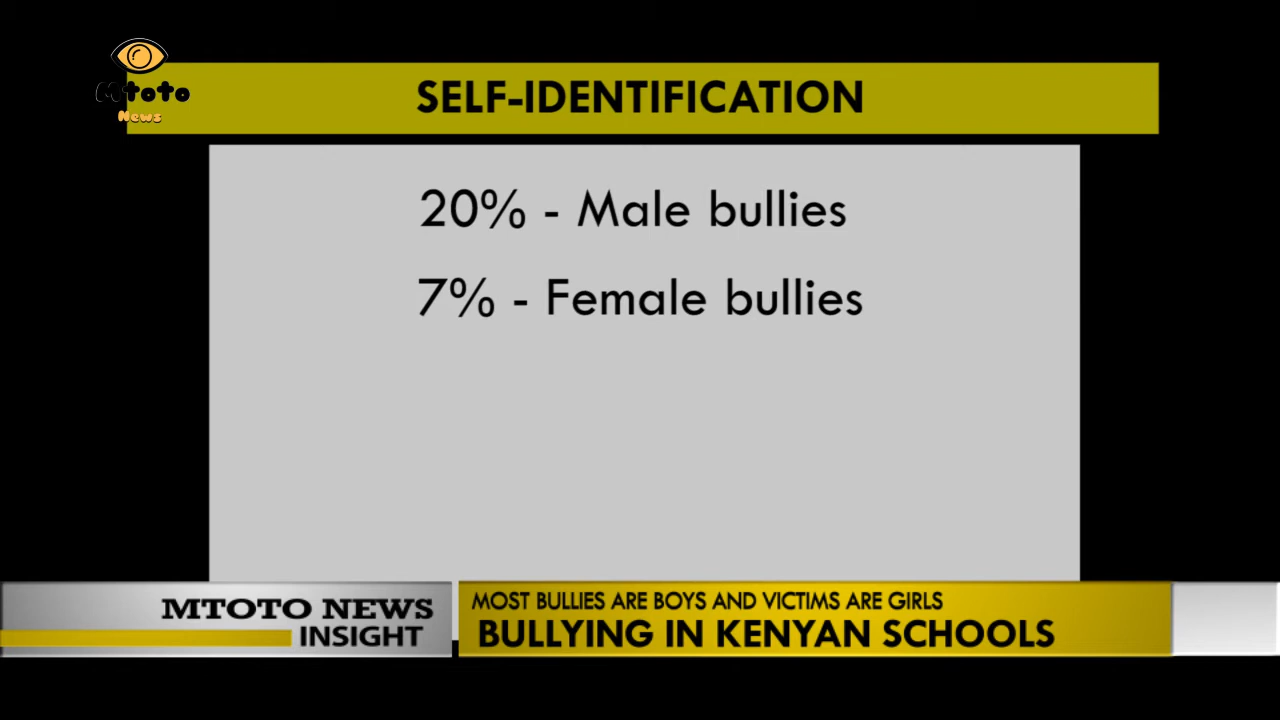 Mtoto
News
SELF-IDENTIFICATION
20% - Male bullies
7% - Female bullies
MTOTO NEWS
INSIGHT
MOST BULLIES ARE BOYS AND VICTIMS ARE GIRLS
BULLYING IN KENYAN SCHOOLS